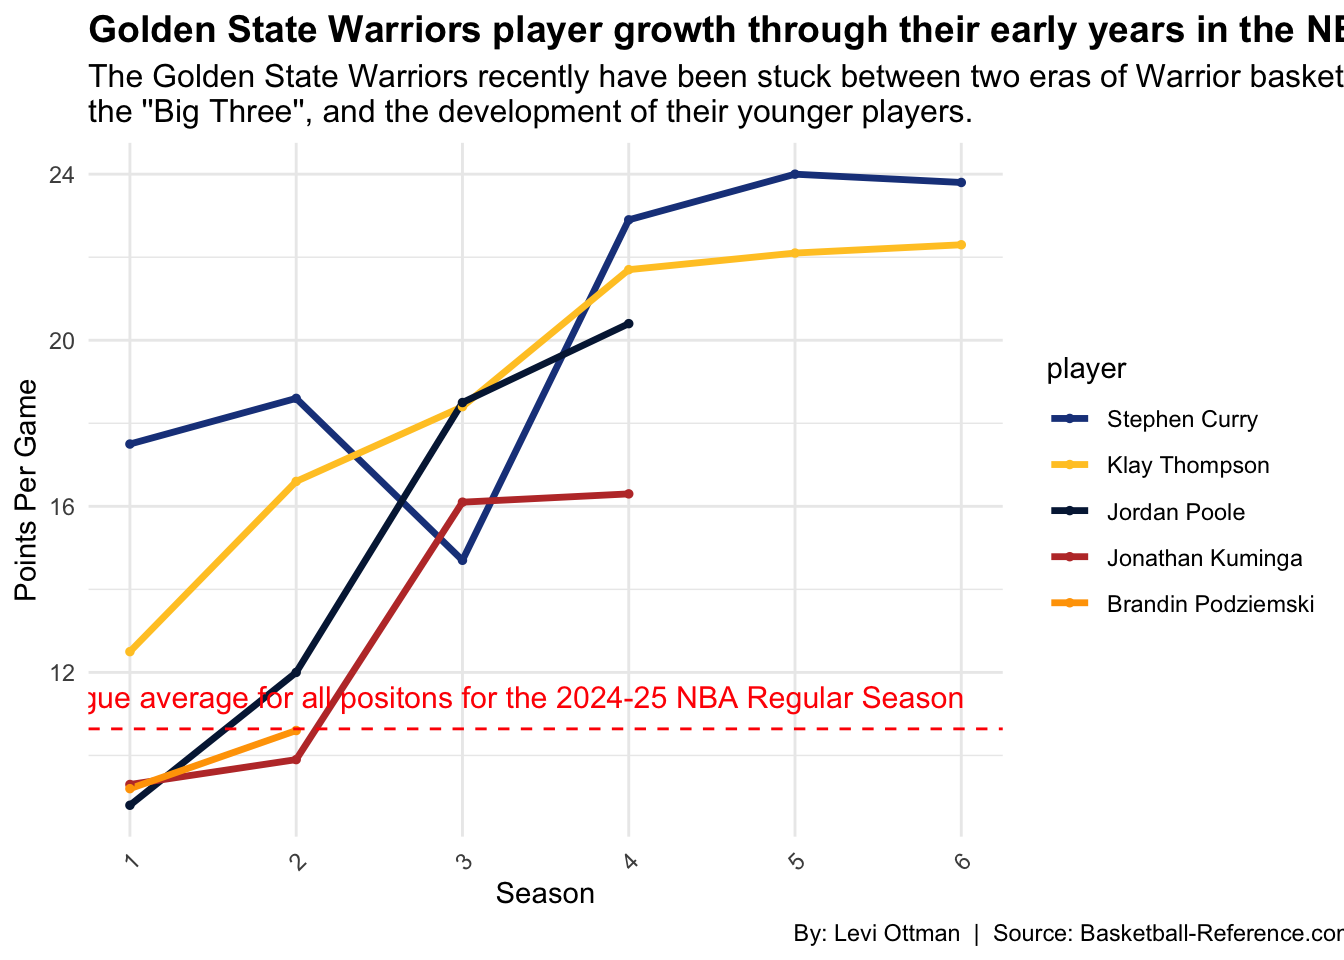 Golden State Warriors player growth through their early years in the
The Golden State Warriors recently have been stuck between two eras of Warrior
the "Big Three", and the development of their younger players.
24
20
16
12
Points Per Game
average for all positons for the 2024-25 NBA Regular Season
1
2
3
4
5
6
Season
player
Stephen Curry
Klay Thompson
Jordan Poole
Jonathan Kuminga
Brandin Podziemski
By: Levi Ottman | Source: Basketball-Reference.com